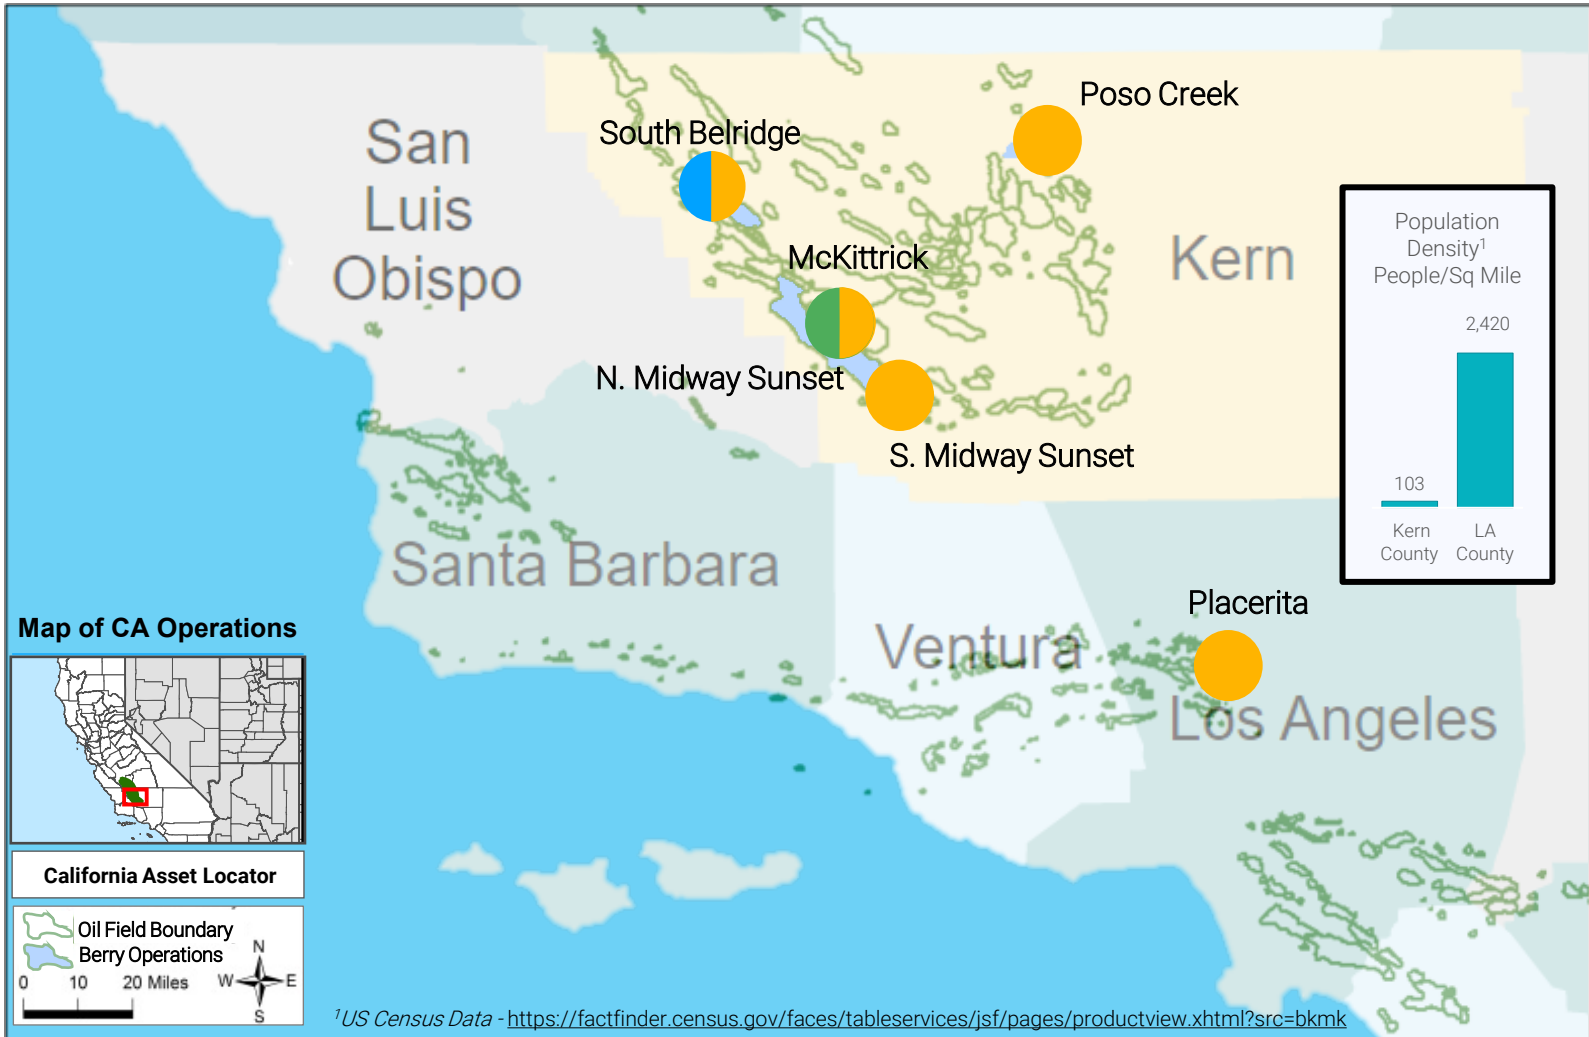 Poso Creek
South Belridge
San
Luis
Obispo
McKittrick
Kern
N. Midway Sunset
S. Midway Sunset
Population
Density¹
People/Sq Mile
2,420
103
Kern
County
LA
County
Santa Barbara
Placerita
Ventura
Los Angeles
Map of CA Operations
California Asset Locator
Oil Field Boundary
Berry Operations
0 10 20 Miles
N
W E
S
¹US Census Data - https://factfinder.census.gov/faces/tableservices/jsf/pages/productview.xhtml?src=bkmk